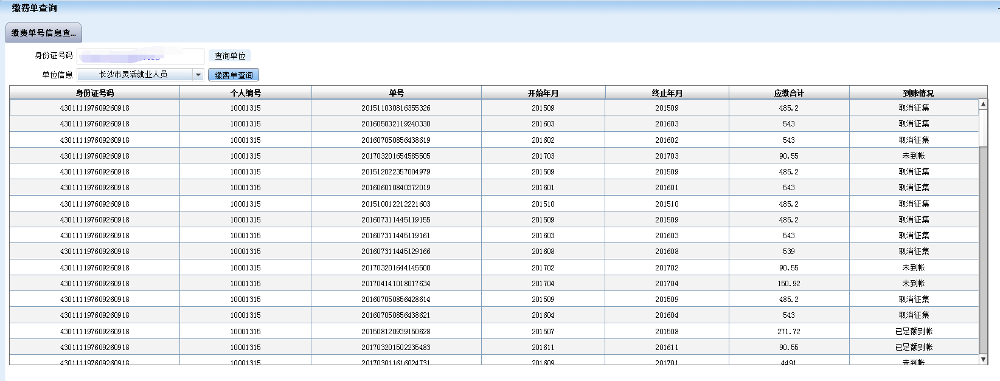 缴费单查询
缴费单号信息查...
身份证号码 查询单位
单位信息 长沙市灵活就业人员 缴费单查询
身份证号码 个人编号 单号 开始年月 终止年月 应缴合计 到账情况
430111197609260918 10001315 201511030816355326 201509 201509 485.2 取消征集
430111197609260918 10001315 201605032119240330 201603 201603 543 取消征集
430111197609260918 10001315 201607050856438619 201602 201602 543 取消征集
430111197609260918 10001315 201703201654585505 201703 201703 90.55 未到帐
430111197609260918 10001315 201512022357004979 201509 201509 485.2 取消征集
430111197609260918 10001315 201606010840372019 201601 201601 543 取消征集
430111197609260918 10001315 201510012212221603 201510 201510 485.2 取消征集
430111197609260918 10001315 201607311445119155 201509 201509 485.2 取消征集
430111197609260918 10001315 201607311445119161 201603 201603 543 取消征集
430111197609260918 10001315 201607311445129166 201608 201608 539 取消征集
430111197609260918 10001315 201703201644145500 201702 201702 90.55 未到帐
430111197609260918 10001315 201704141018017634 201704 201704 150.92 未到帐
430111197609260918 10001315 201607050856428614 201509 201509 485.2 取消征集
430111197609260918 10001315 201607050856438621 201604 201604 543 取消征集
430111197609260918 10001315 201508120939150628 201507 201508 271.72 已足额到帐
430111197609260918 10001315 201703201502235483 201611 201611 90.55 已足额到帐
430111197609260918 10001315 201703011616024731 201609 201701 4491 未到帐